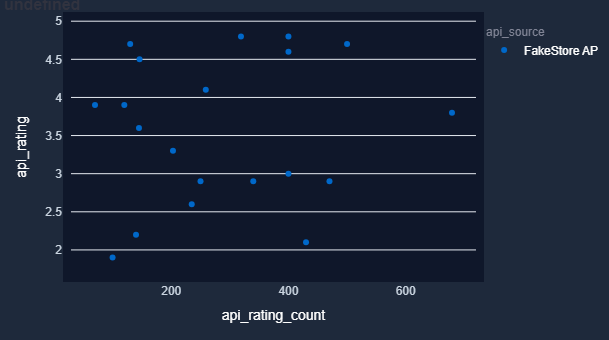 undefined
5
4.5
4
3.5
3
2.5
2
api_rating
200 400 600
api_rating_count
api_source
FakeStore AP